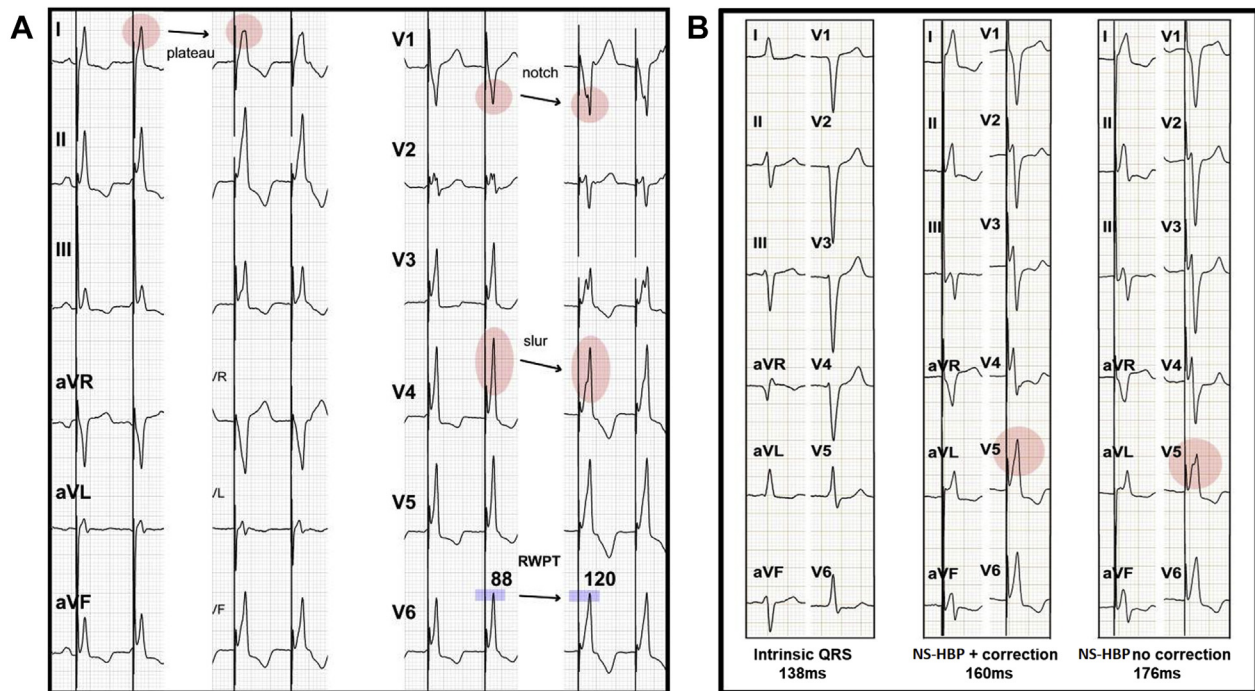 A
I
plateau
II
III
aVR
/R
aVL
/L
aVF
/F
V1
notch
V2
V3
slur
V4
V5
RWPT
88
120
V6
B
I
V1
II
V2
III
V3
aVR
V4
aVL
V5
aVF
V6
Intrinsic QRS
138ms
I
V1
II
V2
III
V3
aVR
V4
aVL
V5
aVF
V6
NS-HBP + correction
160ms
I
V1
II
V2
II
V3
aVR
V4
aVL
V5
aVF
V6
NS-HBP no correction
176ms